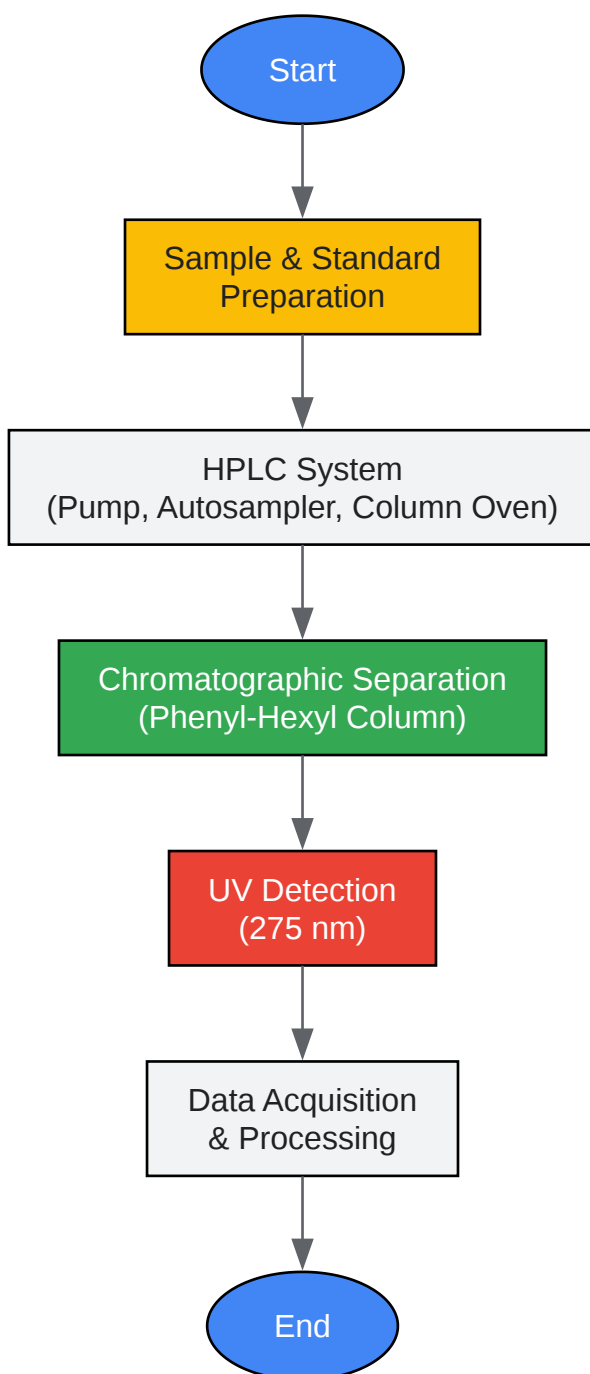 Start
Sample & Standard
Preparation
HPLC System
(Pump, Autosampler, Column Oven)
Chromatographic Separation
(Phenyl-Hexyl Column)
UV Detection
(275 nm)
Data Acquisition
& Processing
End